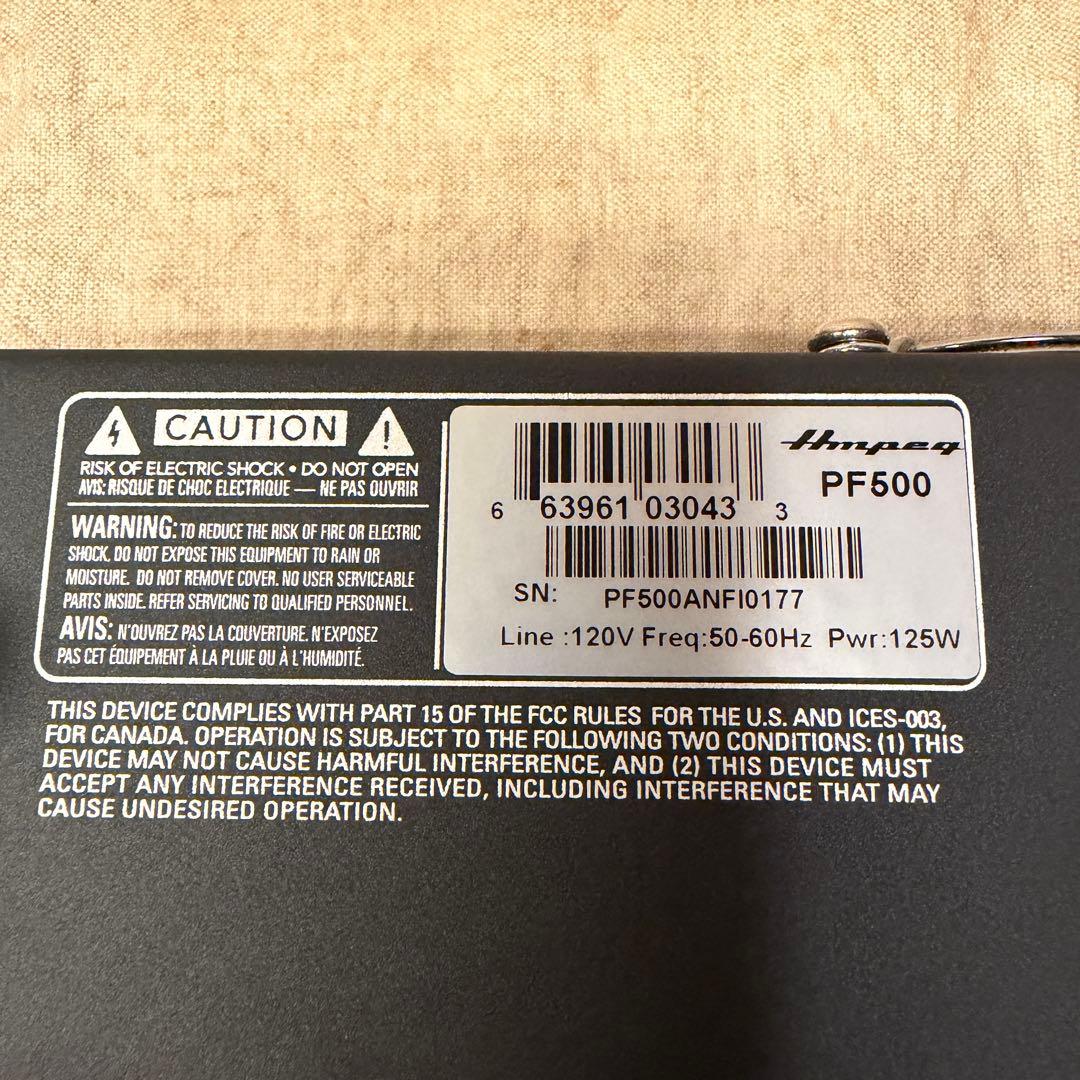 CAUTION
RISK OF ELECTRIC SHOCK • DO NOT OPEN
AVIS: RISQUE DE CHOC ELECTRIQUE — NE PAS OUVRIR
WARNING: TO REDUCE THE RISK OF FIRE OR ELECTRIC
SHOCK, DO NOT EXPOSE THIS EQUIPMENT TO RAIN OR
MOISTURE. DO NOT REMOVE COVER. NO USER SERVICEABLE
PARTS INSIDE. REFER SERVICING TO QUALIFIED PERSONNEL.
AVIS: N'OUVREZ PAS LA COUVERTURE. N'EXPOSEZ
PAS CET ÉQUIPEMENT À LA PLUIE OU À L'HUMIDITÉ.
Ampeg
PF500
6 63961 03043 3
SN: PF500ANFI0177
Line :120V Freq:50-60Hz Pwr:125W
THIS DEVICE COMPLIES WITH PART 15 OF THE FCC RULES FOR THE U.S. AND ICES-003,
FOR CANADA. OPERATION IS SUBJECT TO THE FOLLOWING TWO CONDITIONS: (1) THIS
DEVICE MAY NOT CAUSE HARMFUL INTERFERENCE, AND (2) THIS DEVICE MUST
ACCEPT ANY INTERFERENCE RECEIVED, INCLUDING INTERFERENCE THAT MAY
CAUSE UNDESIRED OPERATION.